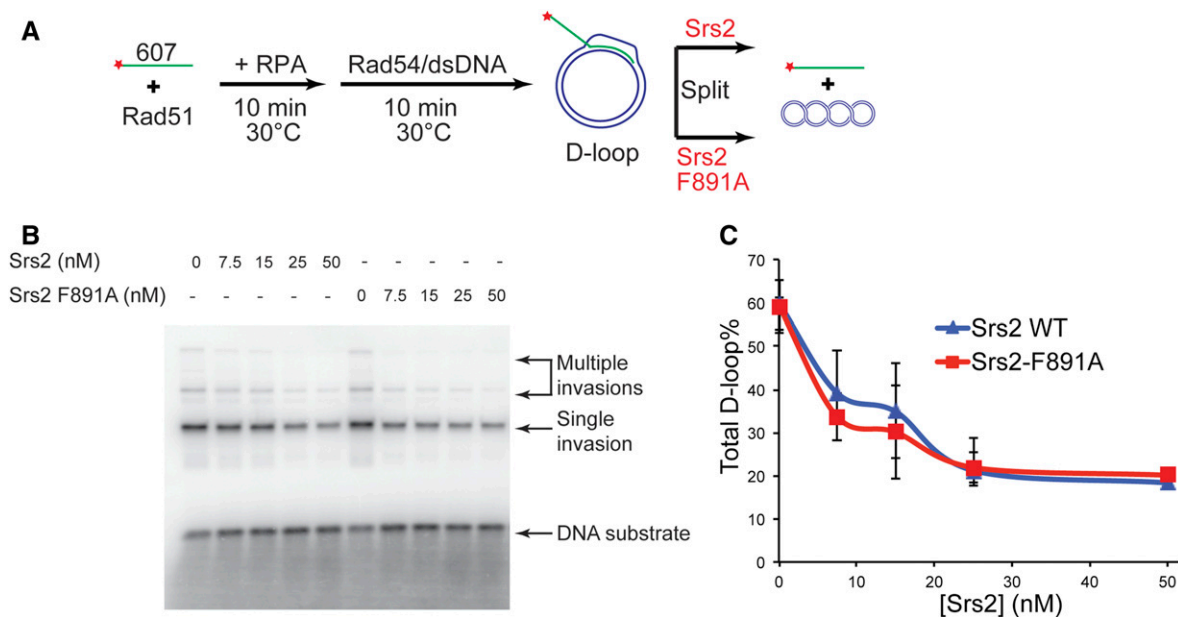 A
607
+
Rad51
+ RPA
10 min
30°C
Rad54/dsDNA
10 min
30°C
D-loop
Srs2
Split
Srs2
F891A
+
B
Srs2 (nM) 0 7.5 15 25 50 - - - - -
Srs2 F891A (nM) - - - - - 0 7.5 15 25 50
Multiple
invasions
Single
invasion
DNA substrate
C
Total D-loop%
70
60
50
40
30
20
10
0
0 10 20 30 40 50
[Srs2] (nM)
Srs2 WT
Srs2-F891A